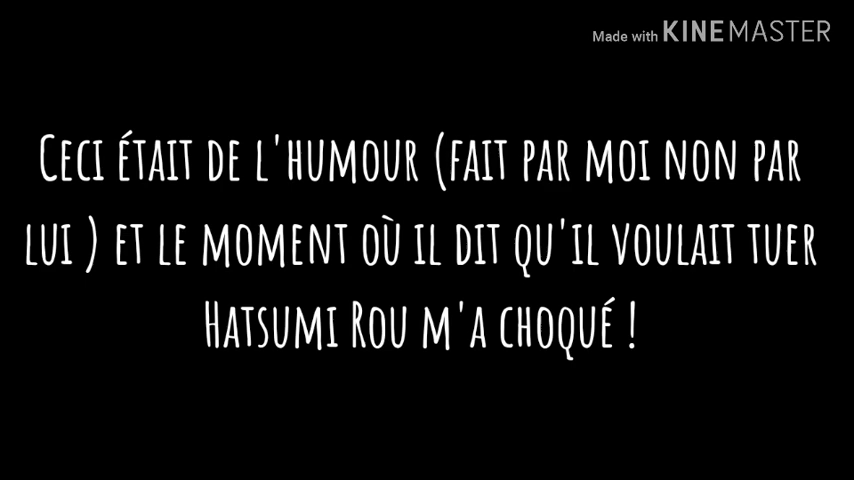 Made with KINEMASTER
Ceci était de l'humour (fait par moi non par
lui ) et le moment où il dit qu'il voulait tuer
Hatsumi Rou m'a choqué !